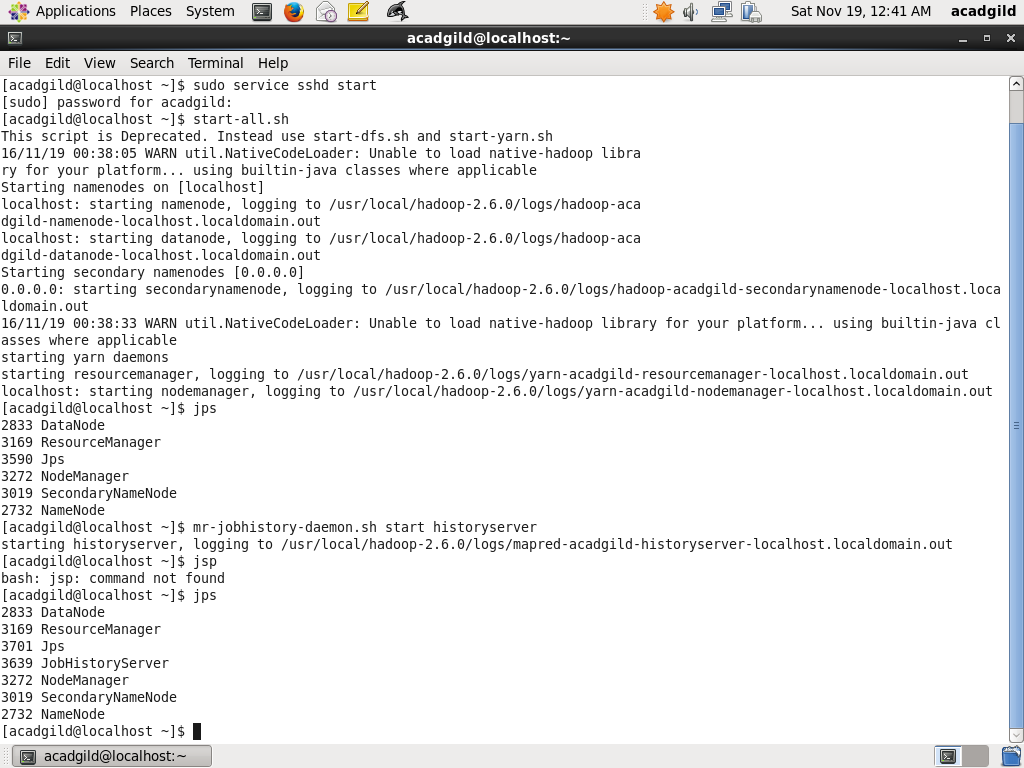 Applications Places System Sat Nov 19, 12:41 AM acadgild
acadgild@localhost:~
File Edit View Search Terminal Help
[acadgild@localhost ~]$ sudo service sshd start
[sudo] password for acadgild:
[acadgild@localhost ~]$ start-all.sh
This script is Deprecated. Instead use start-dfs.sh and start-yarn.sh
16/11/19 00:38:05 WARN util.NativeCodeLoader: Unable to load native-hadoop libra
ry for your platform... using builtin-java classes where applicable
Starting namenodes on [localhost]
localhost: starting namenode, logging to /usr/local/hadoop-2.6.0/logs/hadoop-aca
dgild-namenode-localhost.localdomain.out
localhost: starting datanode, logging to /usr/local/hadoop-2.6.0/logs/hadoop-aca
dgild-datanode-localhost.localdomain.out
Starting secondary namenodes [0.0.0.0]
0.0.0.0: starting secondarynamenode, logging to /usr/local/hadoop-2.6.0/logs/hadoop-acadgild-secondarynamenode-localhost.loca
ldomain.out
16/11/19 00:38:33 WARN util.NativeCodeLoader: Unable to load native-hadoop library for your platform... using builtin-java cl
asses where applicable
starting yarn daemons
starting resourcemanager, logging to /usr/local/hadoop-2.6.0/logs/yarn-acadgild-resourcemanager-localhost.localdomain.out
localhost: starting nodemanager, logging to /usr/local/hadoop-2.6.0/logs/yarn-acadgild-nodemanager-localhost.localdomain.out
[acadgild@localhost ~]$ jps
2833 DataNode
3169 ResourceManager
3590 Jps
3272 NodeManager
3019 SecondaryNameNode
2732 NameNode
[acadgild@localhost ~]$ mr-jobhistory-daemon.sh start historyserver
starting historyserver, logging to /usr/local/hadoop-2.6.0/logs/mapred-acadgild-historyserver-localhost.localdomain.out
[acadgild@localhost ~]$ jsp
bash: jsp: command not found
[acadgild@localhost ~]$ jps
2833 DataNode
3169 ResourceManager
3701 Jps
3639 JobHistoryServer
3272 NodeManager
3019 SecondaryNameNode
2732 NameNode
[acadgild@localhost ~]$
acadgild@localhost:~